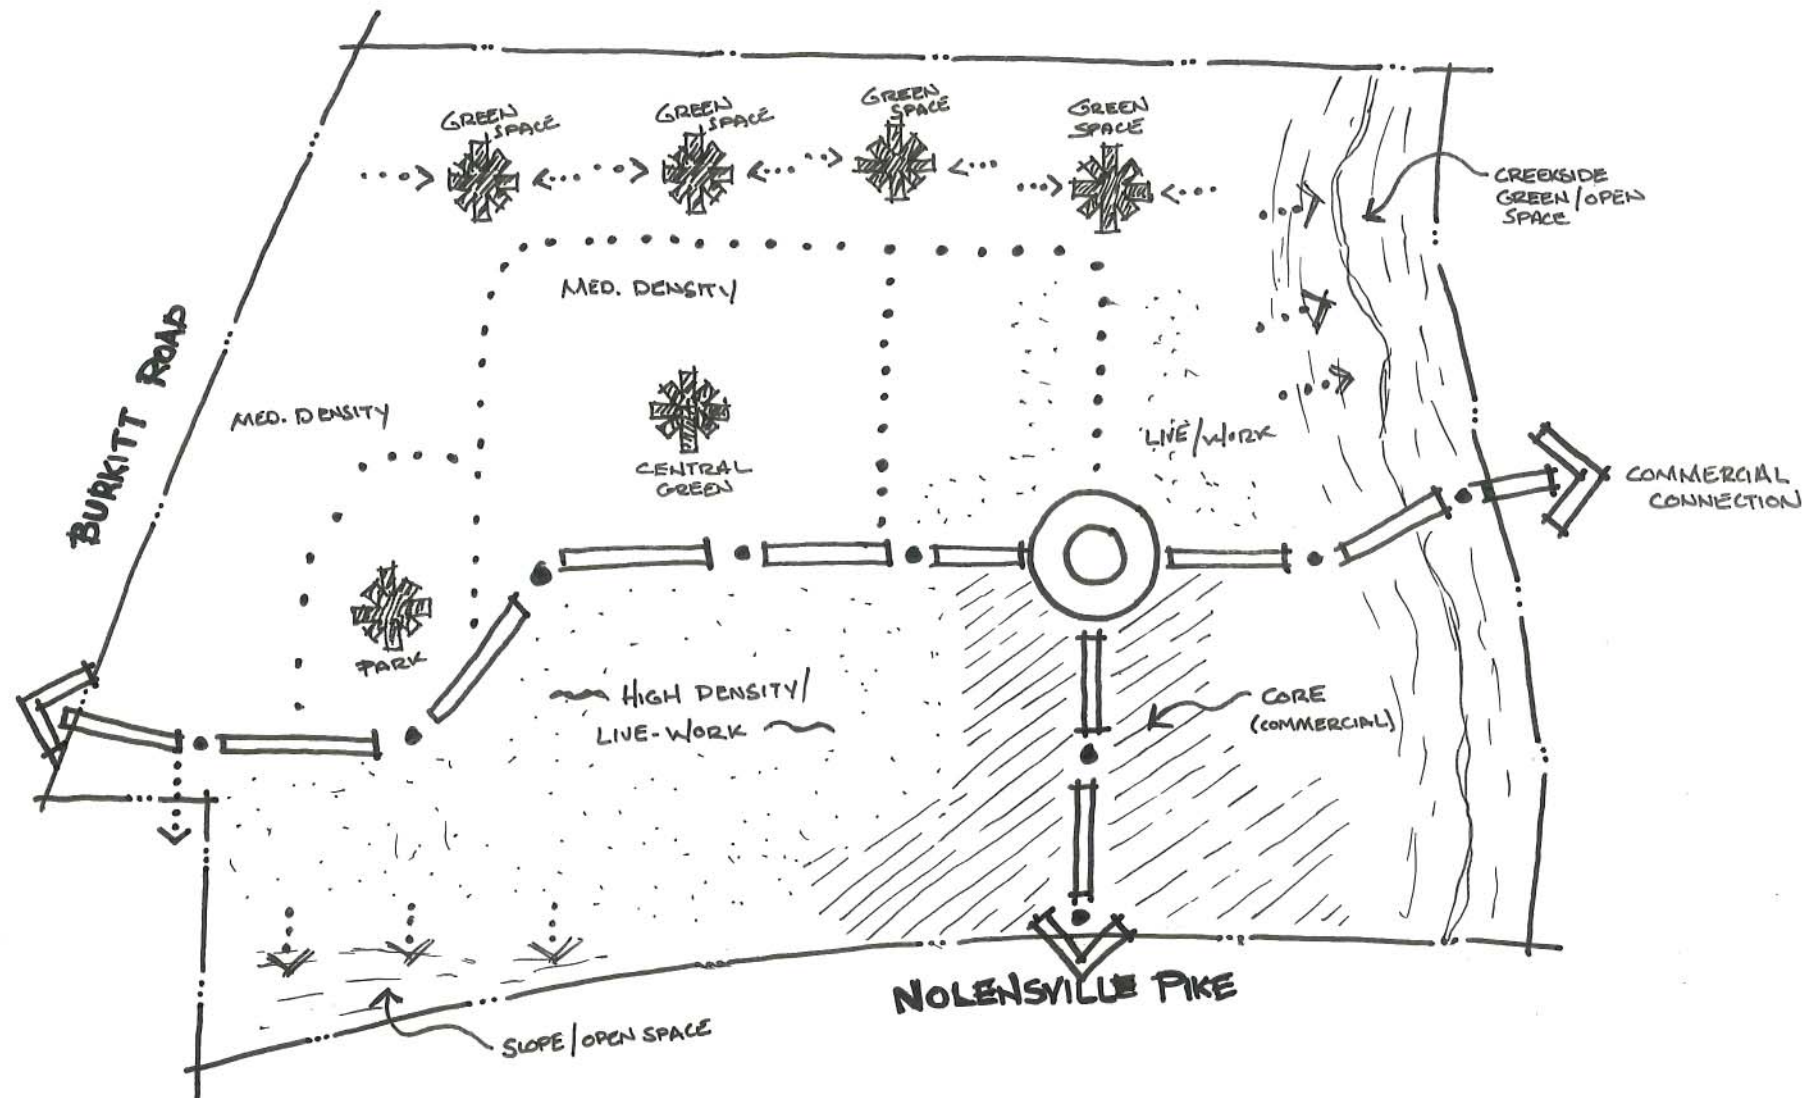 GREEN
SPACE
GREEN
SPACE
GREEN
SPACE
GREEN
SPACE
CREEKSIDE
GREEN/OPEN
SPACE
MED. DENSITY
BURKITT ROAD
MED. DENSITY
LIVE/WORK
CENTRAL
GREEN
COMMERCIAL
CONNECTION
PARK
HIGH DENSITY/
LIVE-WORK
CORE
(COMMERCIAL)
NOLENSVILLE PIKE
SLOPE/OPEN SPACE